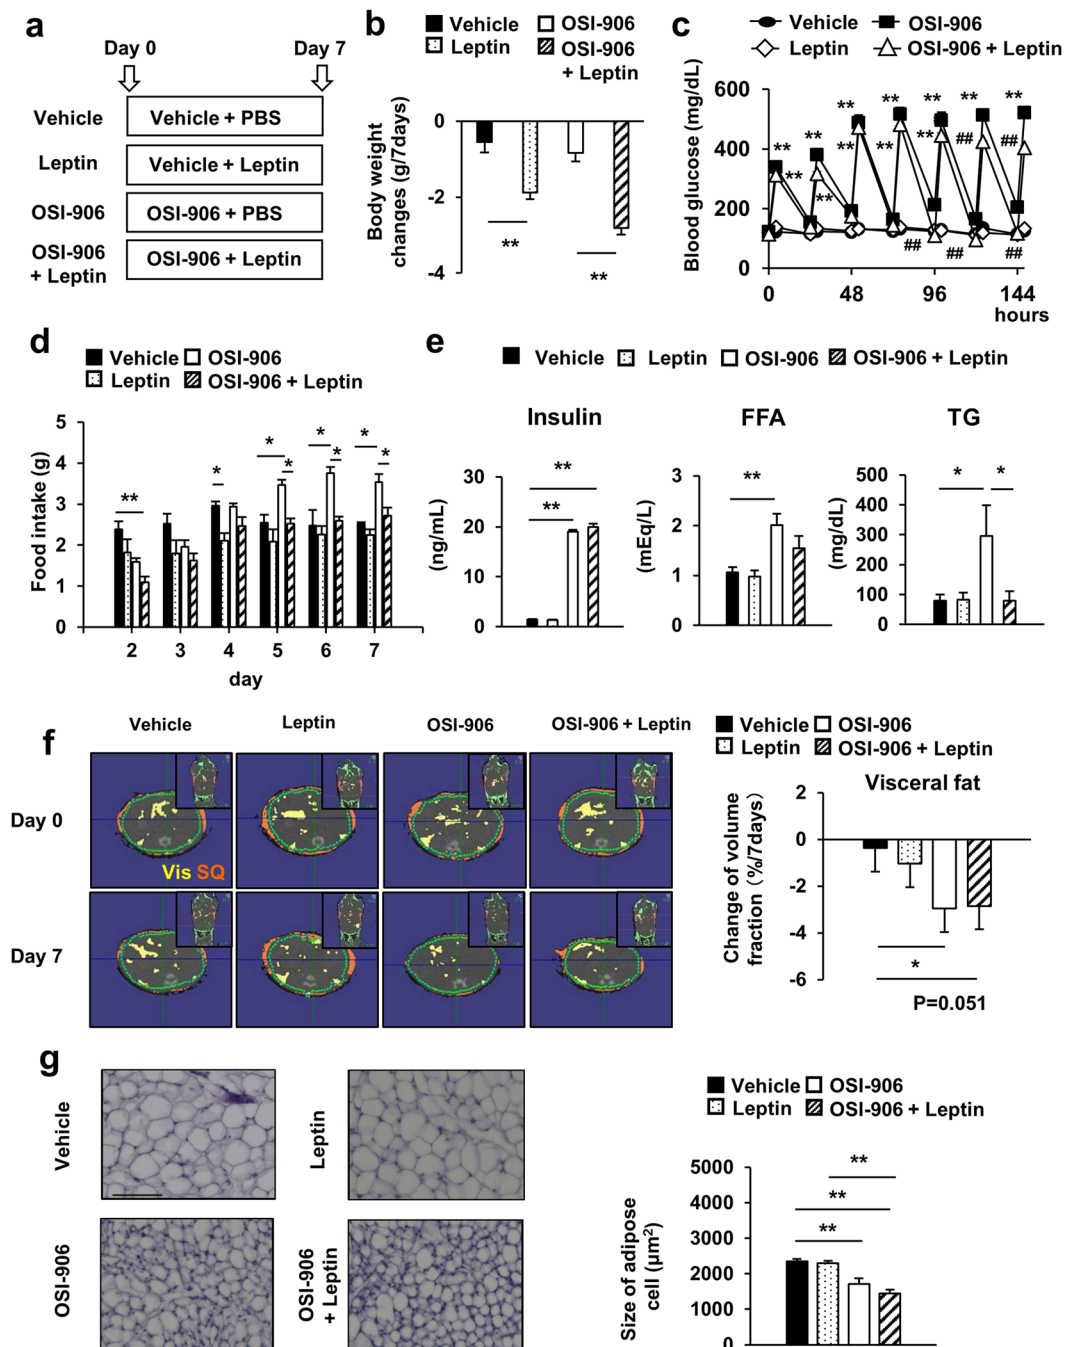 a
Day 0
Day 7
Vehicle
Vehicle + PBS
Leptin
Vehicle + Leptin
OSI-906
OSI-906 + PBS
OSI-906
+ Leptin
OSI-906 + Leptin
b
Vehicle
OSI-906
Leptin
OSI-906
+ Leptin
Body weight
changes (g/7days)
0
-2
-4
**
**
c
Vehicle
OSI-906
Leptin
OSI-906 + Leptin
Blood glucose (mg/dL)
600
400
200
0
** ** ** ** ** ** **
** ** ** ** ** ## ##
## ## ##
0
48
96
144
hours
d
Vehicle
OSI-906
Leptin
OSI-906 + Leptin
Food intake (g)
5
4
3
2
1
0
**
*
*
*
*
*
*
*
2
3
4
5
6
7
day
e
Vehicle
Leptin
OSI-906
OSI-906 + Leptin
Insulin
(ng/mL)
30
20
10
0
**
**
FFA
(mEq/L)
3
2
1
0
**
TG
(mg/dL)
500
400
300
200
100
0
*
*
f
Vehicle
Leptin
OSI-906
OSI-906 + Leptin
Day 0
Vis SQ
Day 7
Vehicle
OSI-906
Leptin
OSI-906 + Leptin
Visceral fat
Change of volume
fraction (%/7days)
2
0
-2
-4
-6
*
P=0.051
g
Vehicle
Leptin
OSI-906
OSI-906
+ Leptin
Vehicle
OSI-906
Leptin
OSI-906 + Leptin
Size of adipose
cell (µm²)
5000
4000
3000
2000
1000
0
**
**
**